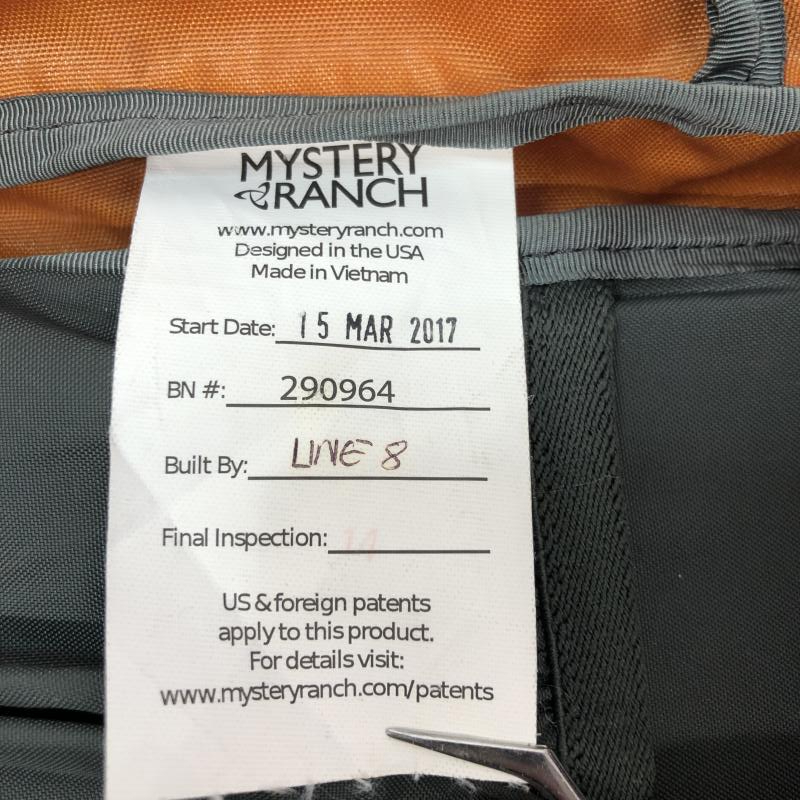 MYSTERY
RANCH
www.mysteryranch.com
Designed in the USA
Made in Vietnam
Start Date: 15 MAR 2017
BN #: 290964
Built By: LINE 8
Final Inspection: 14
US & foreign patents
apply to this product.
For details visit:
www.mysteryranch.com/patents